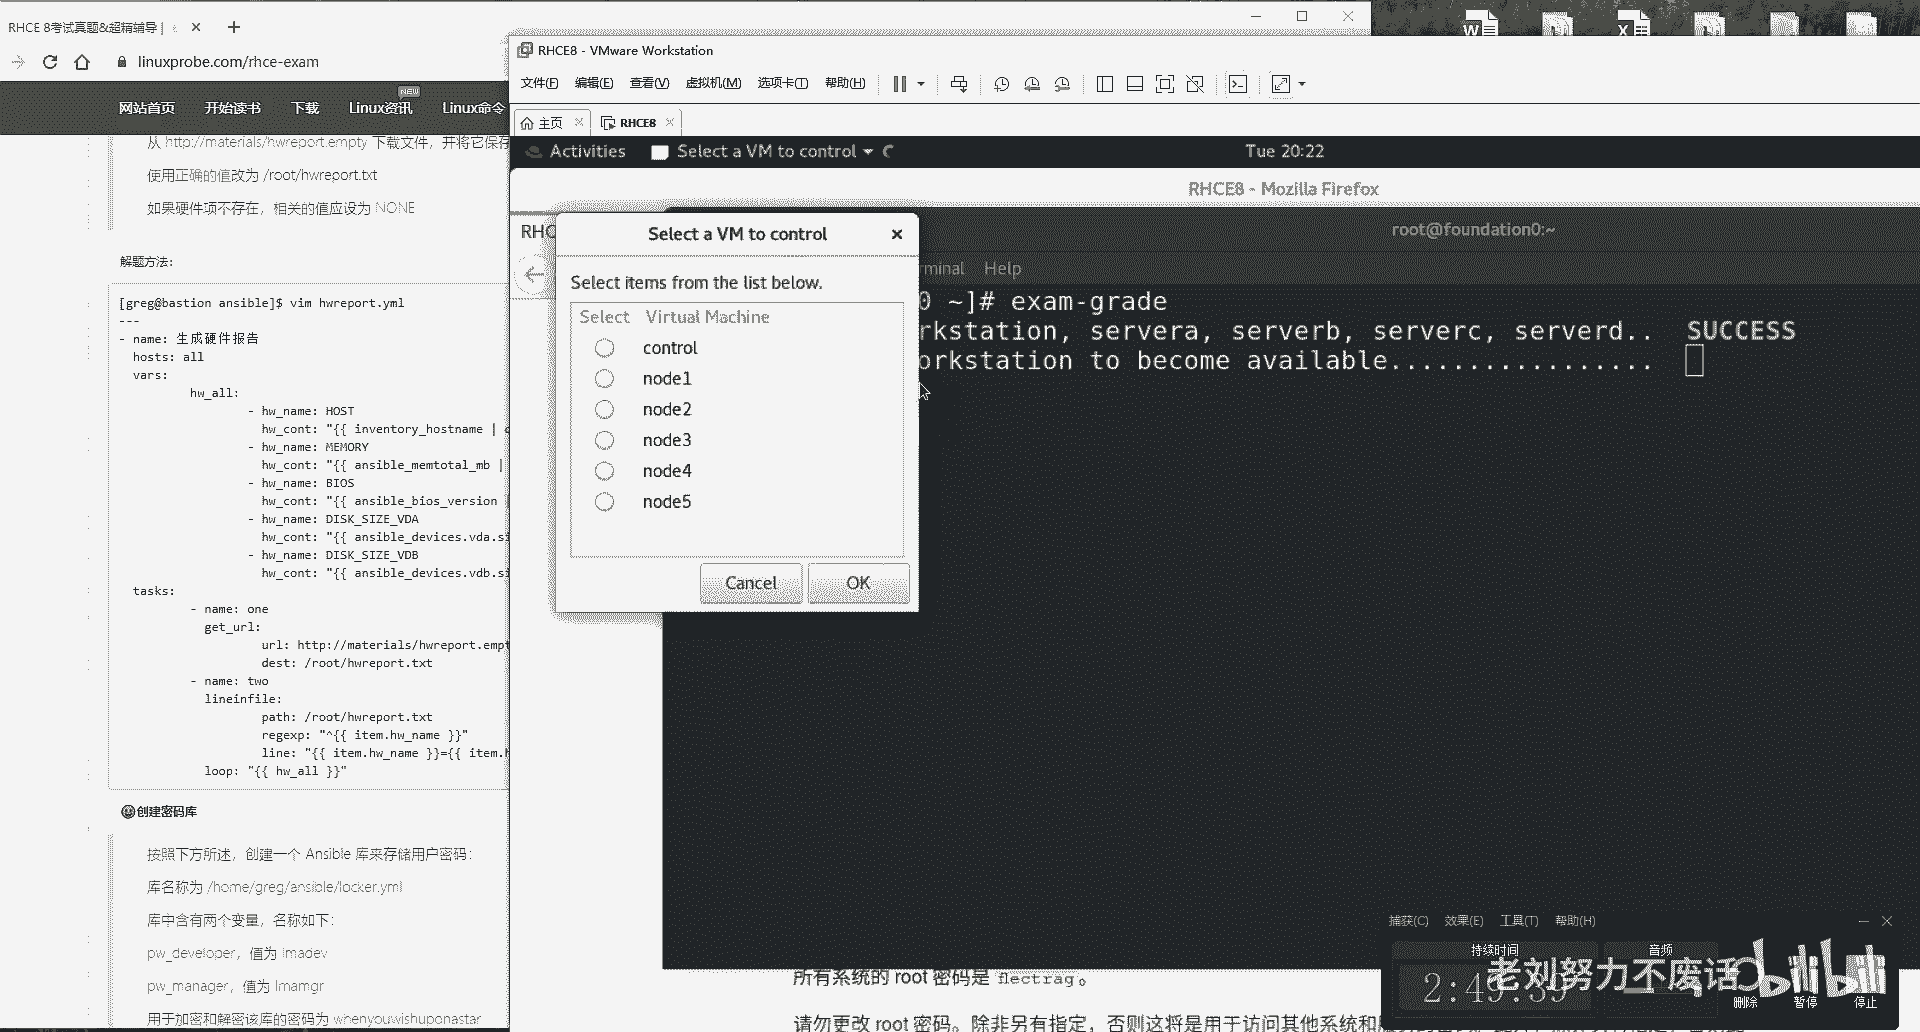 RHCE 8考试真题&超精辅导 |
linuxprobe.com/rhce-exam
网站首页 开始读书 下载 Linux资讯 NEW Linux命令
从 http://materials/hwreport.empty 下载文件，并将它保存
使用正确的值改为 /root/hwreport.txt
如果硬件项不存在，相关的值应设为 NONE
解题方法:
[greg@bastion ansible]$ vim hwreport.yml
---
- name: 生成硬件报告
hosts: all
vars:
hw_all:
- hw_name: HOST
hw_cont: "{{ inventory_hostname |
- hw_name: MEMORY
hw_cont: "{{ ansible_memtotal_mb |
- hw_name: BIOS
hw_cont: "{{ ansible_bios_version
- hw_name: DISK_SIZE_VDA
hw_cont: "{{ ansible_devices.vda.si
- hw_name: DISK_SIZE_VDB
hw_cont: "{{ ansible_devices.vdb.si
tasks:
- name: one
get_url:
url: http://materials/hwreport.empt
dest: /root/hwreport.txt
- name: two
lineinfile:
path: /root/hwreport.txt
regexp: "^{{ item.hw_name }}"
line: "{{ item.hw_name }}={{ item.h
loop: "{{ hw_all }}"
创建密码库
按照下方所述，创建一个 Ansible 库来存储用户密码：
库名称为 /home/greg/ansible/locker.yml
库中含有两个变量，名称如下：
pw_developer，值为 Imadev
pw_manager，值为 Imamgr
用于加密和解密该库的密码为 whenyouwishuponastar
RHCE8 - VMware Workstation
文件(F) 编辑(E) 查看(V) 虚拟机(M) 选项卡(T) 帮助(H)
主页 RHCE8
Activities Select a VM to control Tue 20:22
RHCE8 - Mozilla Firefox
RHC
root@foundation0:~
rminal Help
0 ~]# exam-grade
rkstation, servera, serverb, serverc, serverd.. SUCCESS
orkstation to become available.................
Select a VM to control
Select items from the list below.
Select Virtual Machine
control
node1
node2
node3
node4
node5
Cancel OK
所有系统的 root 密码是 flectrag。
请勿更改 root 密码。除非另有指定，否则这将是用于访问其他系统和
捕获(C) 效果(E) 工具(T) 帮助(H)
持续时间 音频
2:49:39
老刘努力不废话 bilibili
删除 暂停 停止